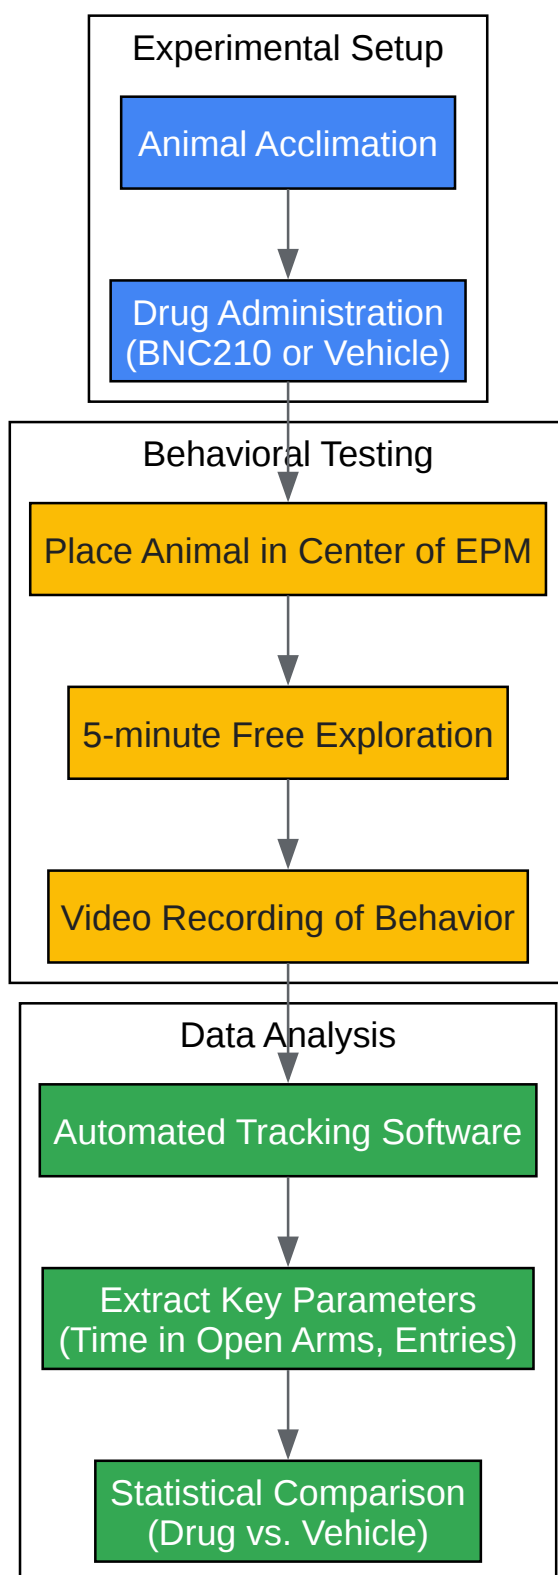 Experimental Setup
Animal Acclimation
Drug Administration
(BNC210 or Vehicle)
Behavioral Testing
Place Animal in Center of EPM
5-minute Free Exploration
Video Recording of Behavior
Data Analysis
Automated Tracking Software
Extract Key Parameters
(Time in Open Arms, Entries)
Statistical Comparison
(Drug vs. Vehicle)